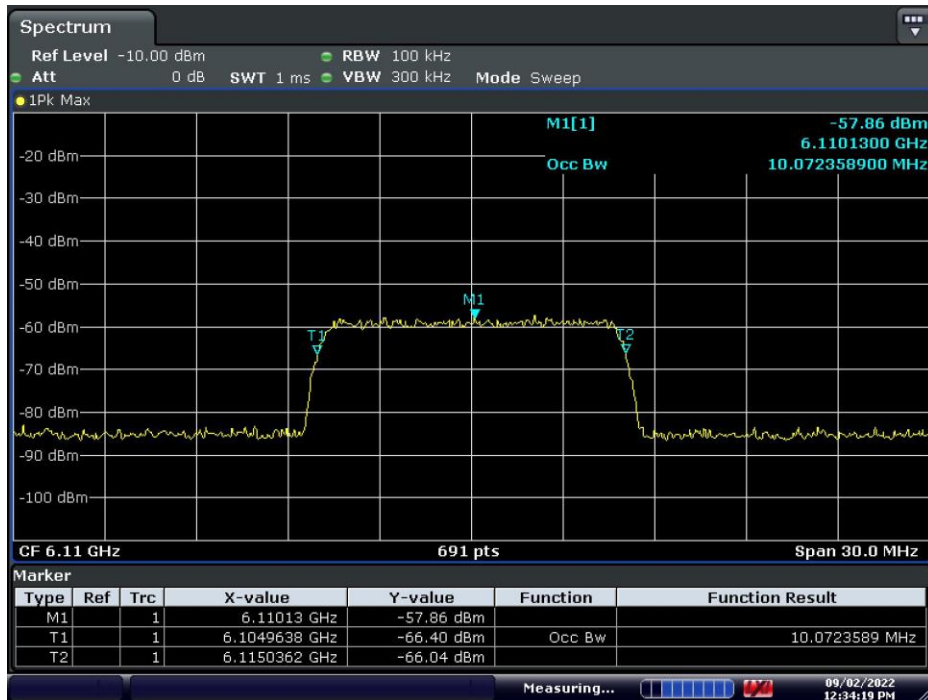 Spectrum
Ref Level -10.00 dBm RBW 100 kHz
Att 0 dB SWT 1 ms VBW 300 kHz Mode Sweep
1Pk Max
M1[1] -57.86 dBm
6.1101300 GHz
Occ Bw 10.072358900 MHz
-20 dBm
-30 dBm
-40 dBm
-50 dBm
M1
-60 dBm
T1 T2
-70 dBm
-80 dBm
-90 dBm
-100 dBm
CF 6.11 GHz 691 pts Span 30.0 MHz
Marker
Type Ref Trc X-value Y-value Function Function Result
M1 1 6.11013 GHz -57.86 dBm
T1 1 6.1049638 GHz -66.40 dBm Occ Bw 10.0723589 MHz
T2 1 6.1150362 GHz -66.04 dBm
Measuring... 09/02/2022
12:34:19 PM